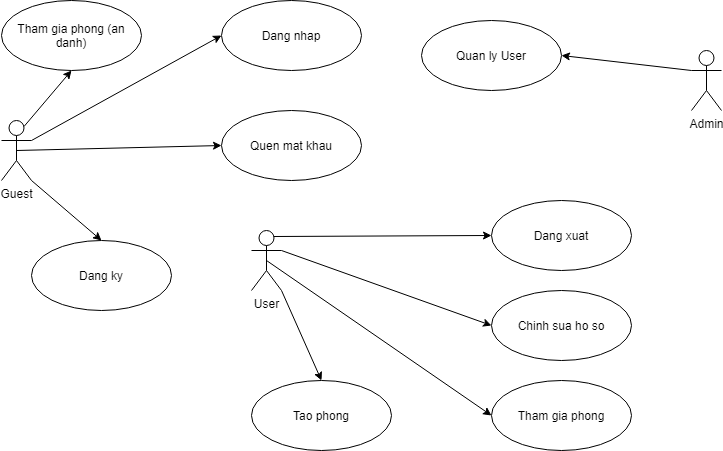 Tham gia phong (an
danh)
Dang nhap
Quan ly User
Admin
Quen mat khau
Guest
Dang ky
Dang xuat
User
Chinh sua ho so
Tao phong
Tham gia phong